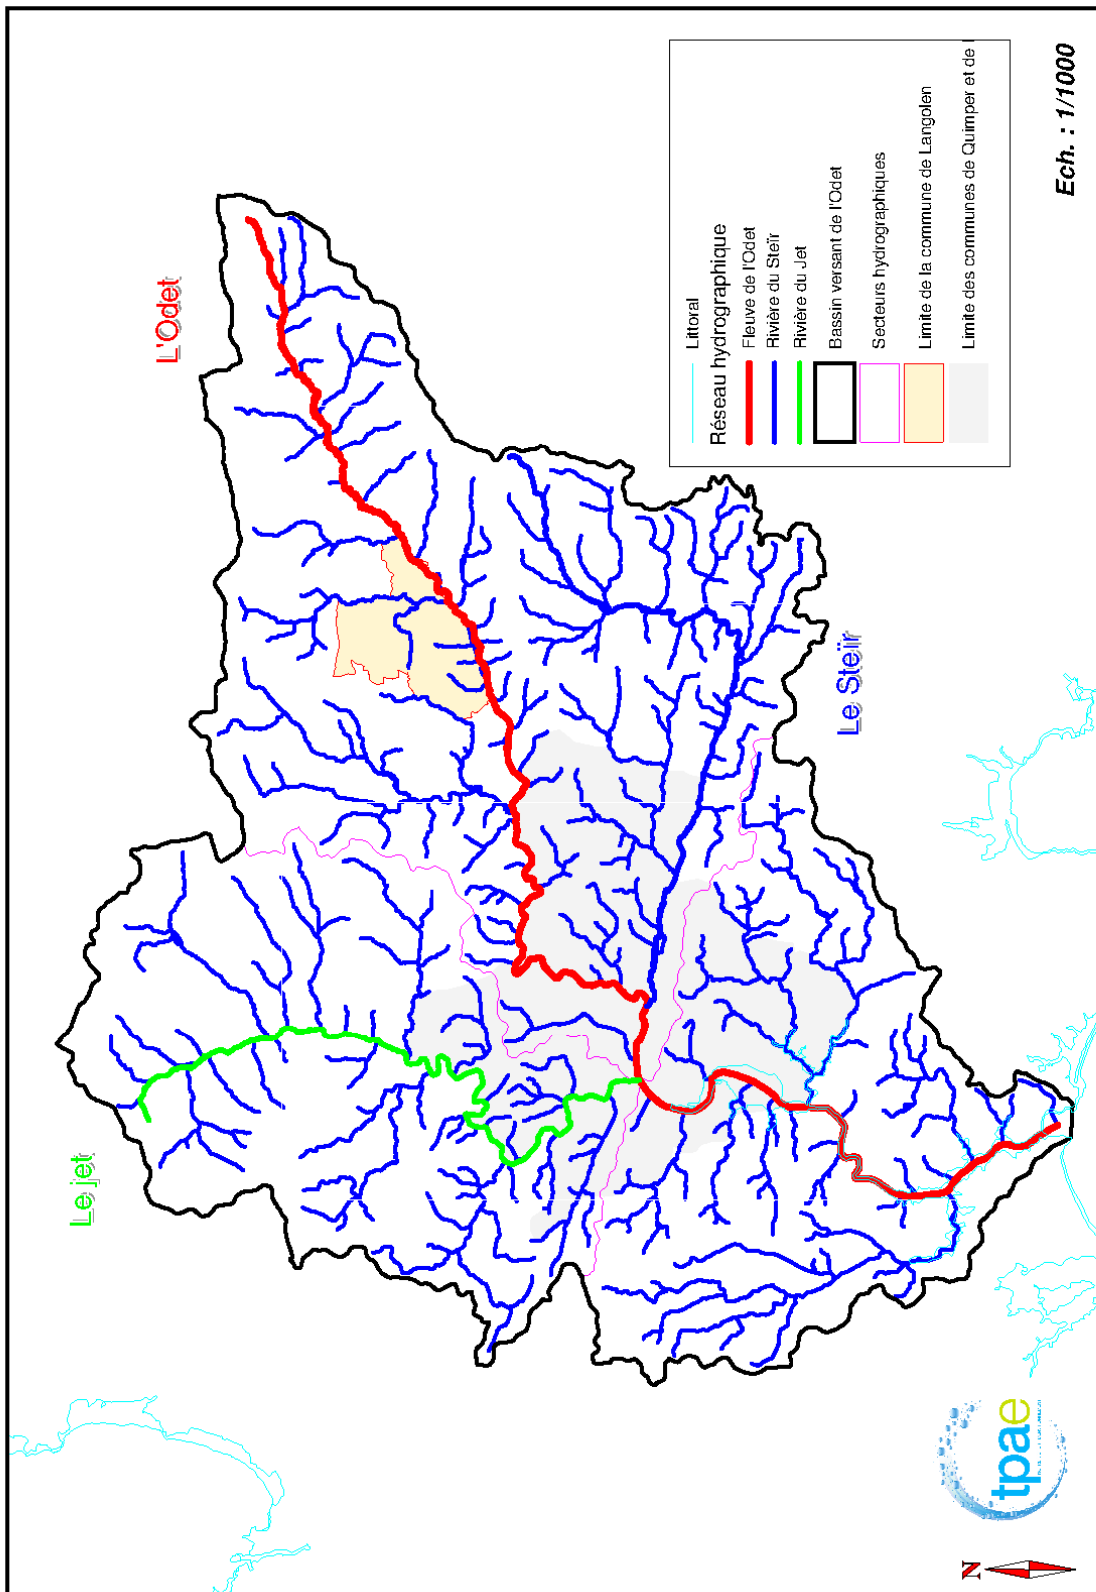 L'Odet
Le jet
Le Steïr
Littoral
Réseau hydrographique
Fleuve de l'Odet
Rivière du Steïr
Rivière du Jet
Bassin versant de l'Odet
Secteurs hydrographiques
Limite de la commune de Langolen
Limite des communes de Quimper et de
Ech. : 1/1000
tpae
N